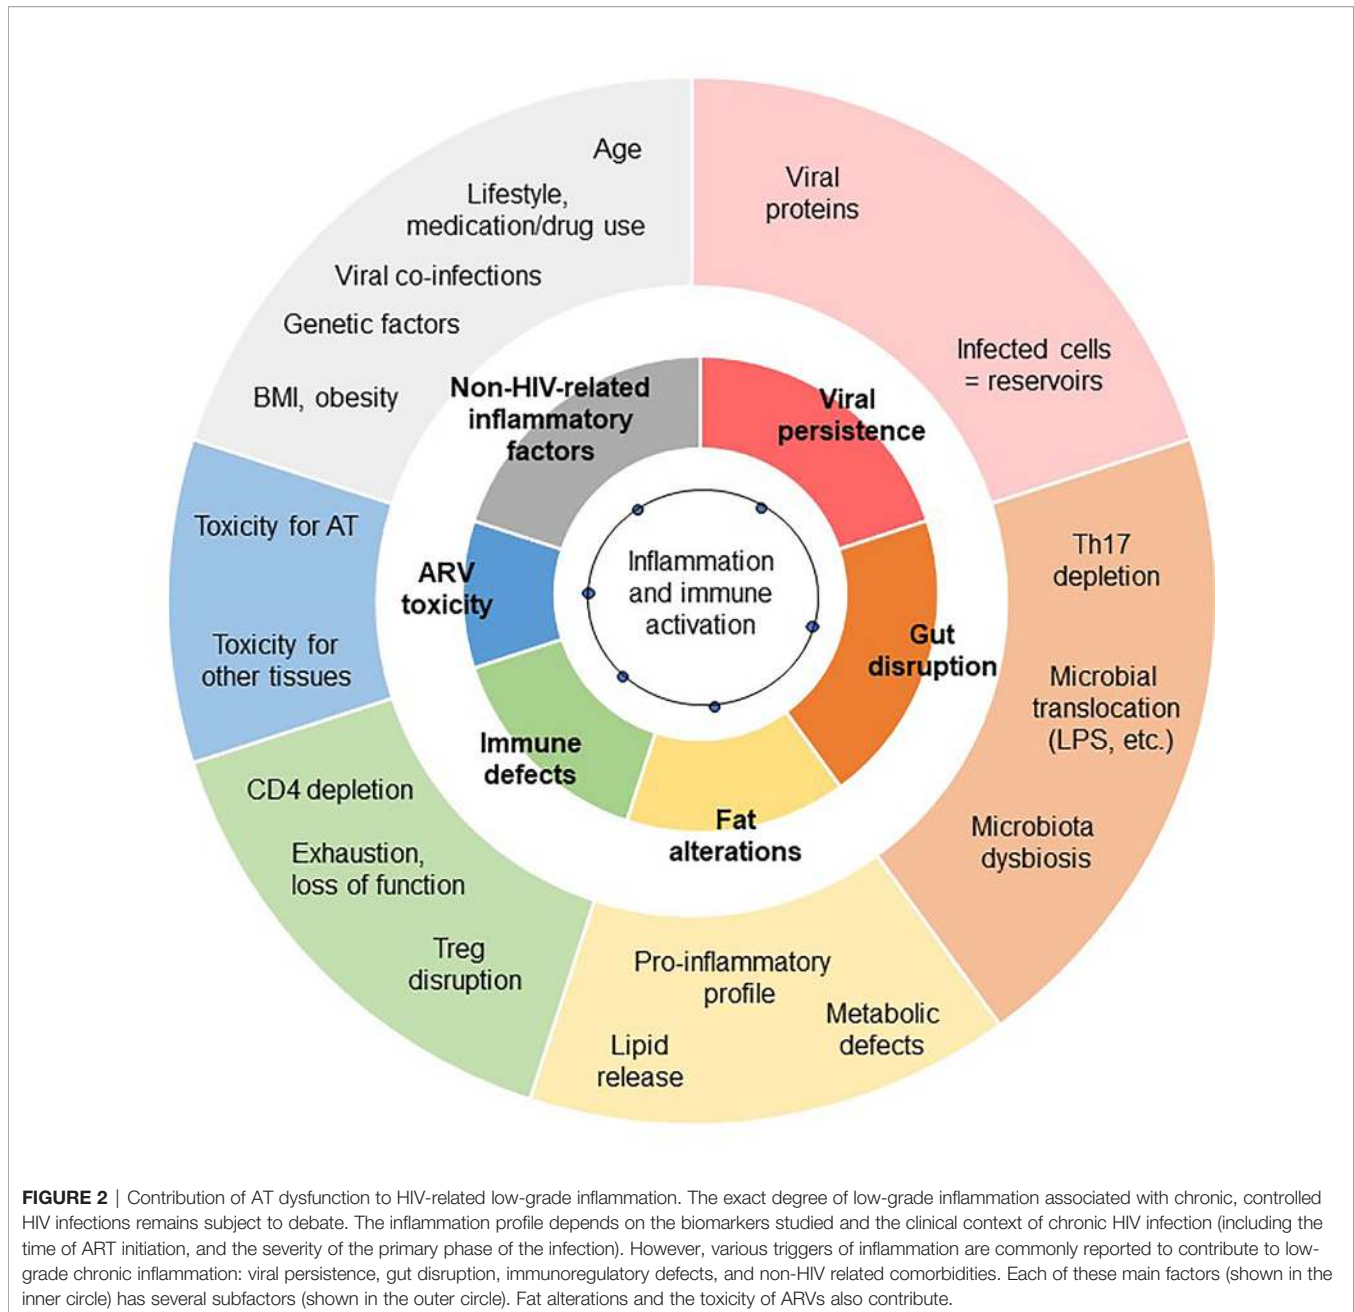 Age
Lifestyle,
medication/drug use
Viral co-infections
Genetic factors
BMI, obesity
Viral
proteins
Infected cells
= reservoirs
Non-HIV-related
inflammatory
factors
Viral
persistence
Toxicity for AT
Toxicity for
other tissues
ARV
toxicity
Inflammation
and immune
activation
Gut
disruption
Th17
depletion
Microbial
translocation
(LPS, etc.)
Microbiota
dysbiosis
Immune
defects
Fat
alterations
CD4 depletion
Exhaustion,
loss of function
Treg
disruption
Pro-inflammatory
profile
Metabolic
defects
Lipid
release
FIGURE 2 | Contribution of AT dysfunction to HIV-related low-grade inflammation. The exact degree of low-grade inflammation associated with chronic, controlled
HIV infections remains subject to debate. The inflammation profile depends on the biomarkers studied and the clinical context of chronic HIV infection (including the
time of ART initiation, and the severity of the primary phase of the infection). However, various triggers of inflammation are commonly reported to contribute to low-
grade chronic inflammation: viral persistence, gut disruption, immunoregulatory defects, and non-HIV related comorbidities. Each of these main factors (shown in the
inner circle) has several subfactors (shown in the outer circle). Fat alterations and the toxicity of ARVs also contribute.